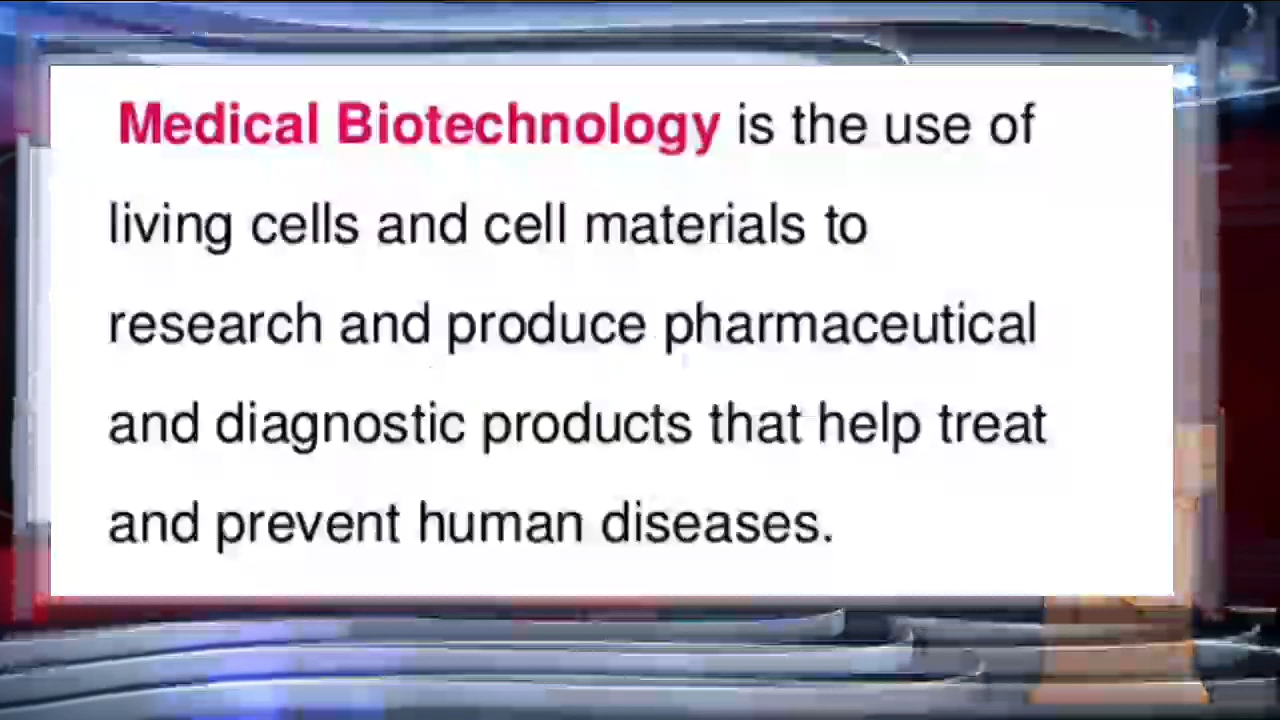 Medical Biotechnology is the use of
living cells and cell materials to
research and produce pharmaceutical
and diagnostic products that help treat
and prevent human diseases.